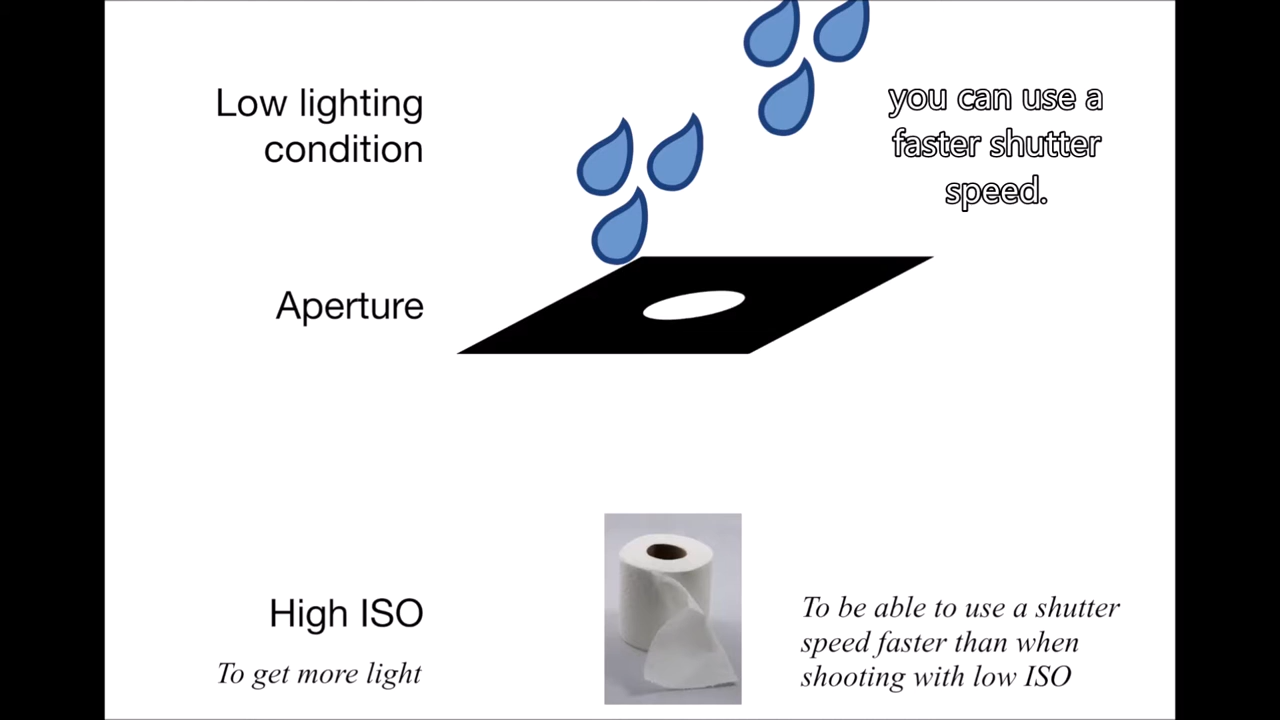 Low lighting
condition
you can use a
faster shutter
speed.
Aperture
High ISO
To get more light
To be able to use a shutter
speed faster than when
shooting with low ISO